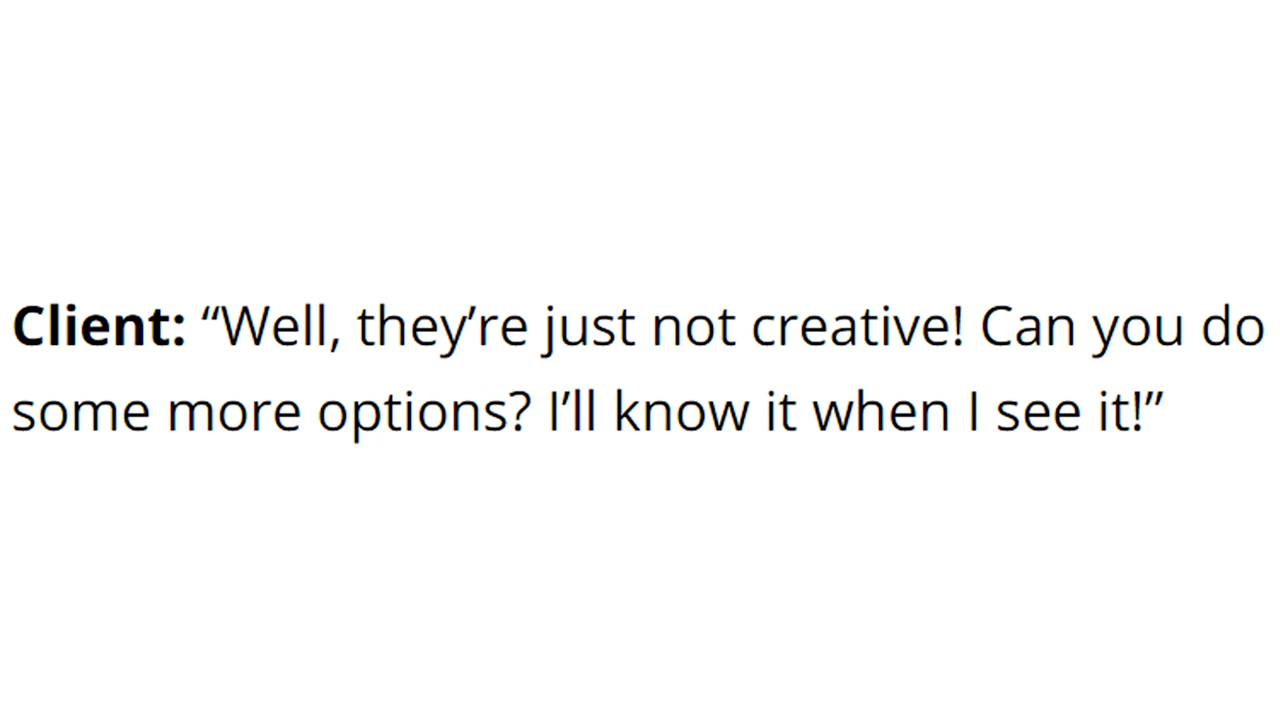 Client: “Well, they’re just not creative! Can you do
some more options? I’ll know it when I see it!”